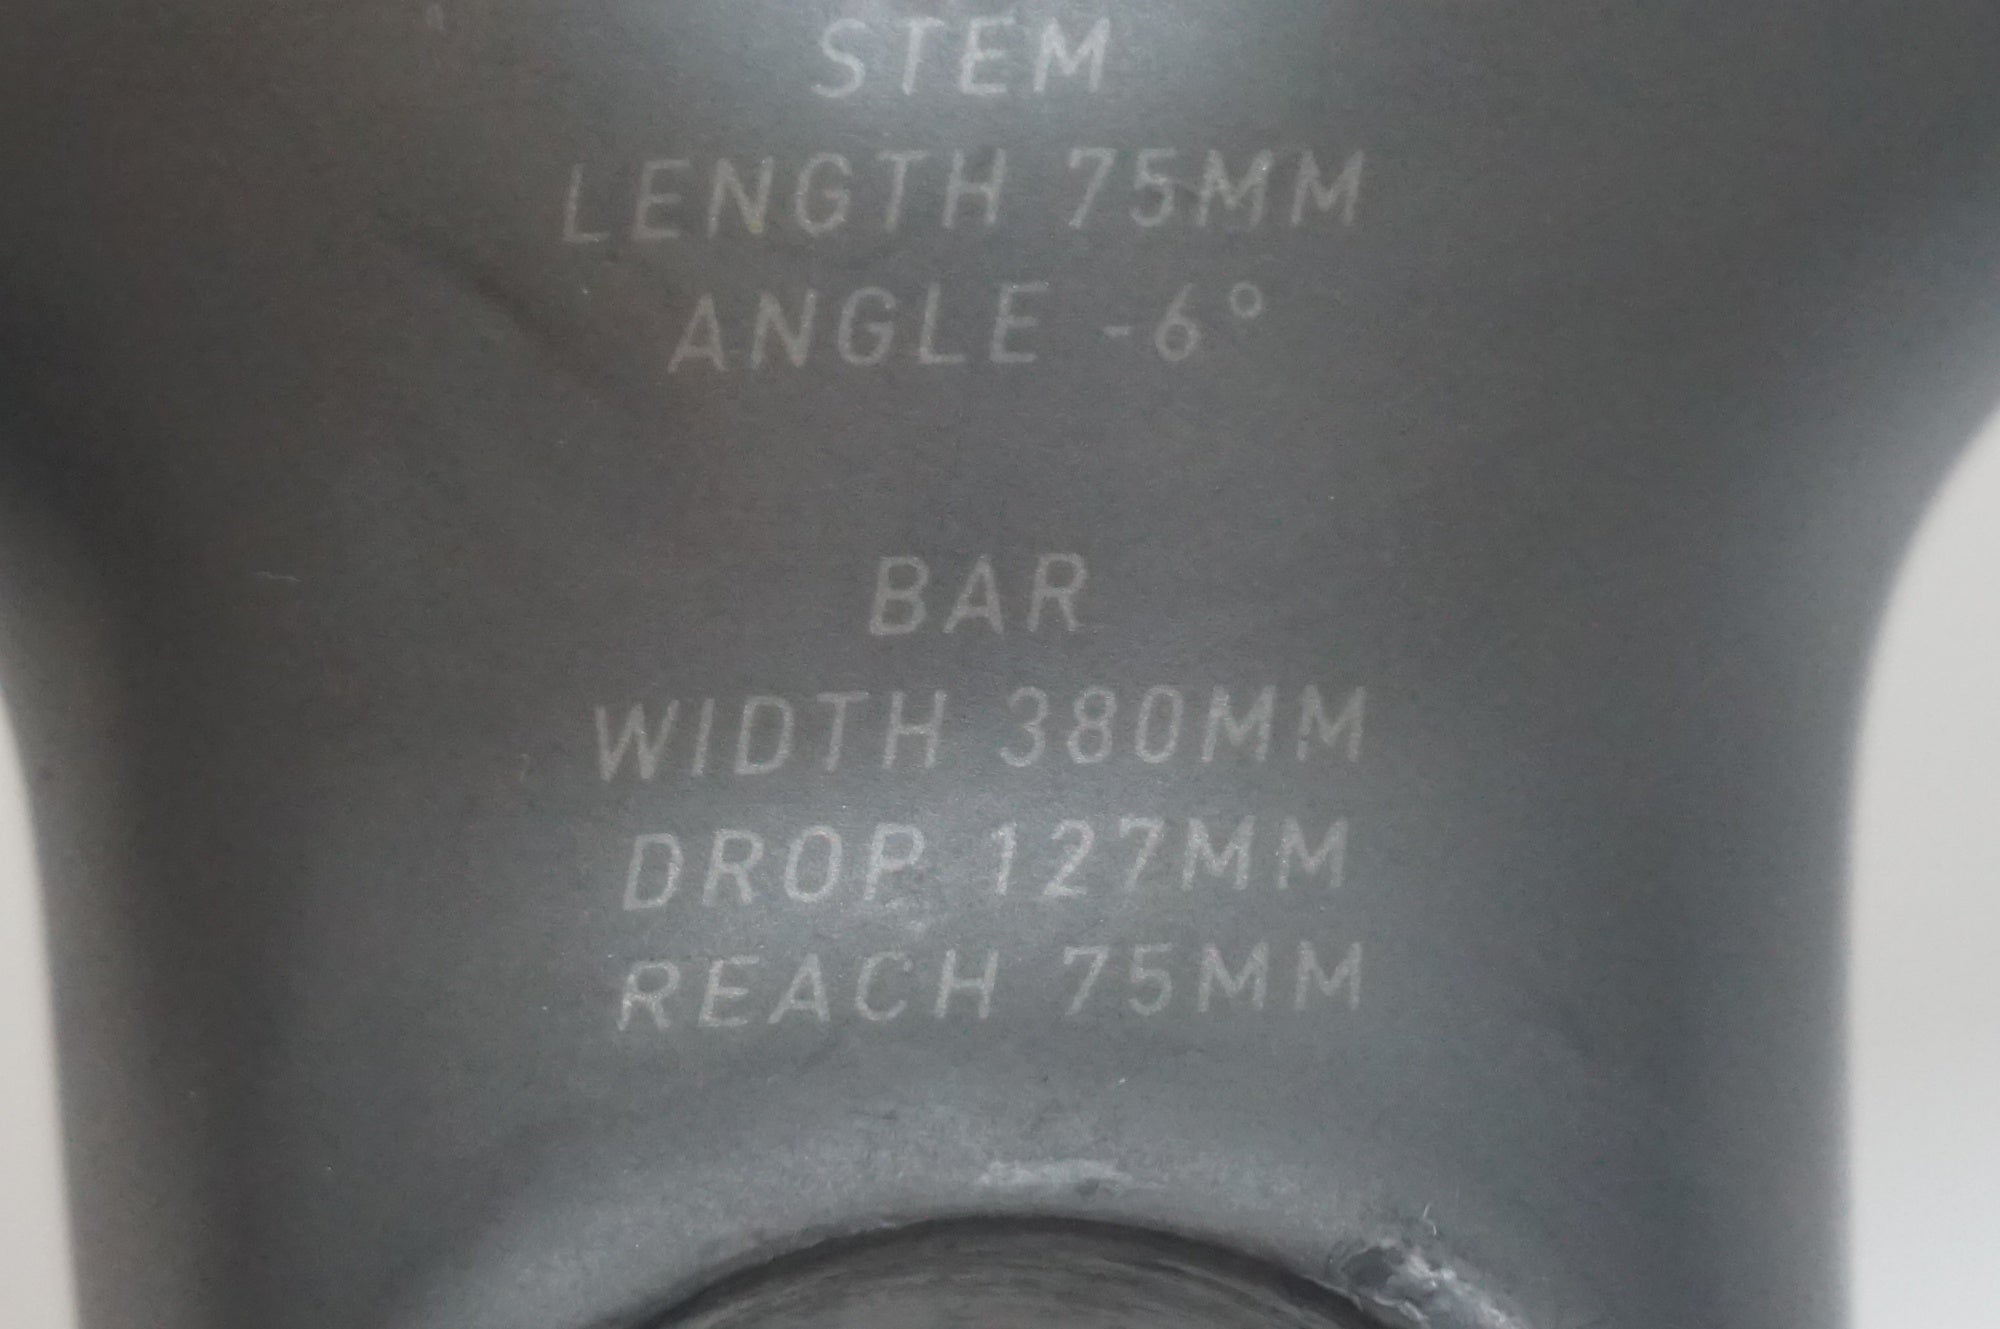 STEM
LENGTH 75MM
ANGLE -6°
BAR
WIDTH 380MM
DROP 127MM
REACH 75MM